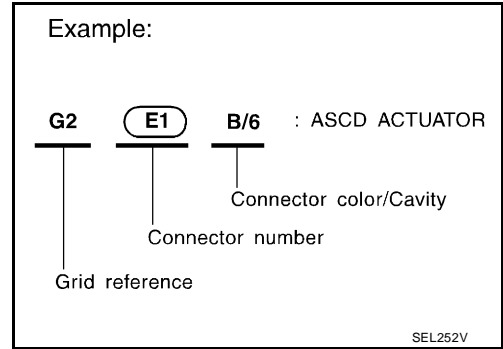 Example:
G2 E1 B/6 : ASCD ACTUATOR
Connector color/Cavity
Connector number
Grid reference
SEL252V